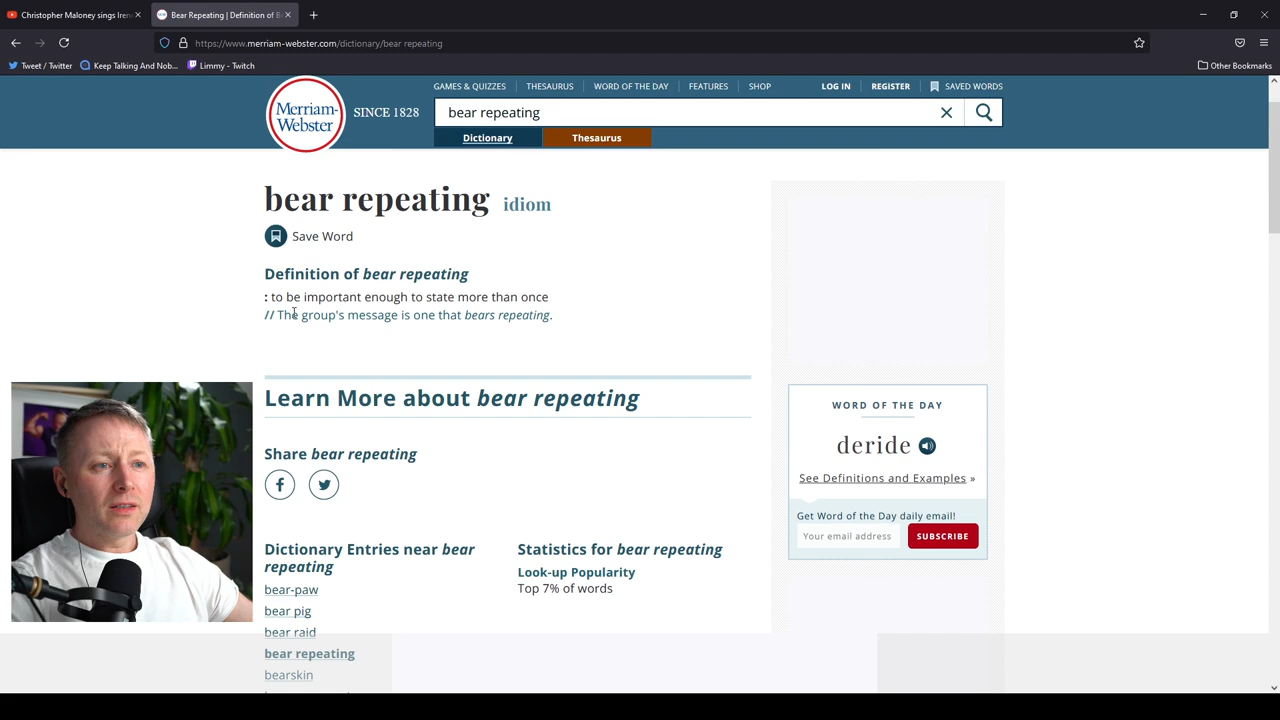 Christopher Maloney sings Iren
Bear Repeating | Definition of B
https://www.merriam-webster.com/dictionary/bear repeating
Tweet / Twitter
Keep Talking And Nob...
Limmy - Twitch
Other Bookmarks
GAMES & QUIZZES
THESAURUS
WORD OF THE DAY
FEATURES
SHOP
LOG IN
REGISTER
SAVED WORDS
Merriam-
Webster
SINCE 1828
bear repeating
Dictionary
Thesaurus
bear repeating idiom
Save Word
Definition of bear repeating
: to be important enough to state more than once
// The group's message is one that bears repeating.
Learn More about bear repeating
Share bear repeating
Dictionary Entries near bear
repeating
bear-paw
bear pig
bear raid
bear repeating
bearskin
Statistics for bear repeating
Look-up Popularity
Top 7% of words
WORD OF THE DAY
deride
See Definitions and Examples »
Get Word of the Day daily email!
Your email address
SUBSCRIBE